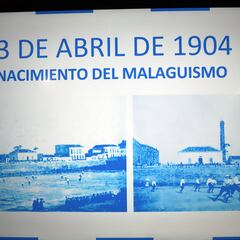 3 DE ABRIL DE 1904
NACIMIENTO DEL MALAGUISMO